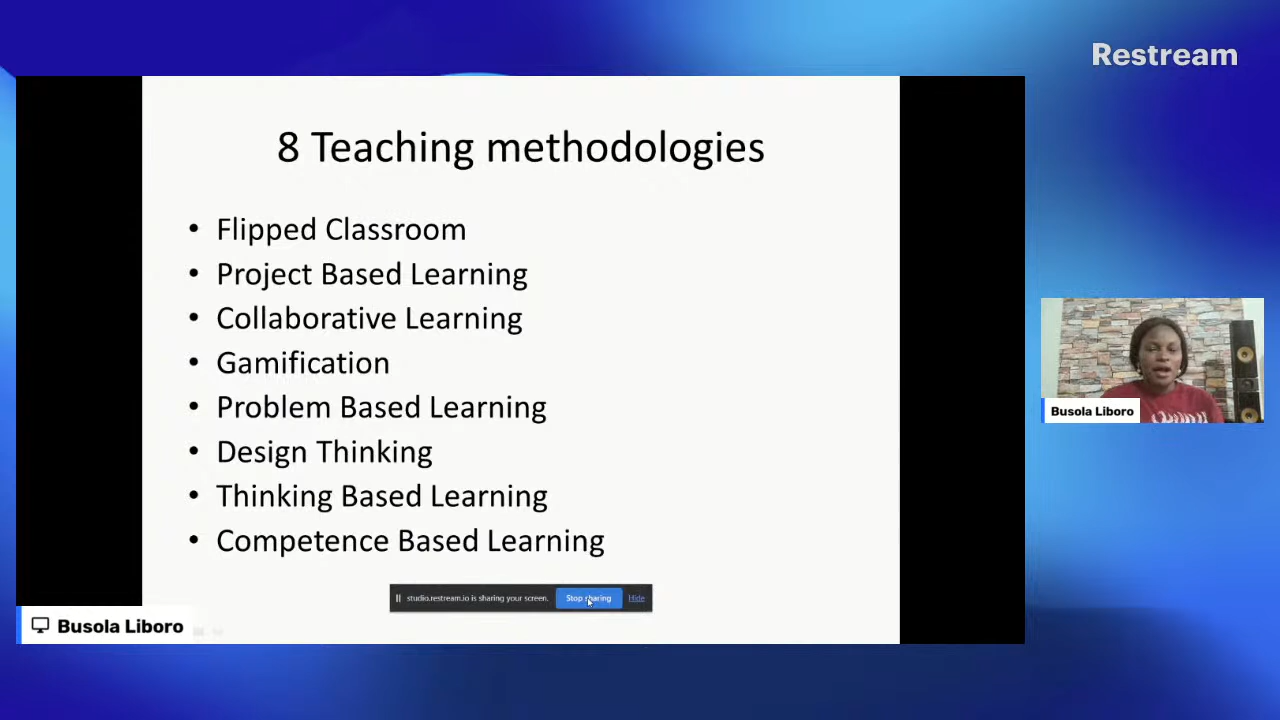 Restream
8 Teaching methodologies
• Flipped Classroom
• Project Based Learning
• Collaborative Learning
• Gamification
• Problem Based Learning
• Design Thinking
• Thinking Based Learning
• Competence Based Learning
studio.restream.io is sharing your screen.
Stop sharing
Hide
Busola Liboro
Busola Liboro